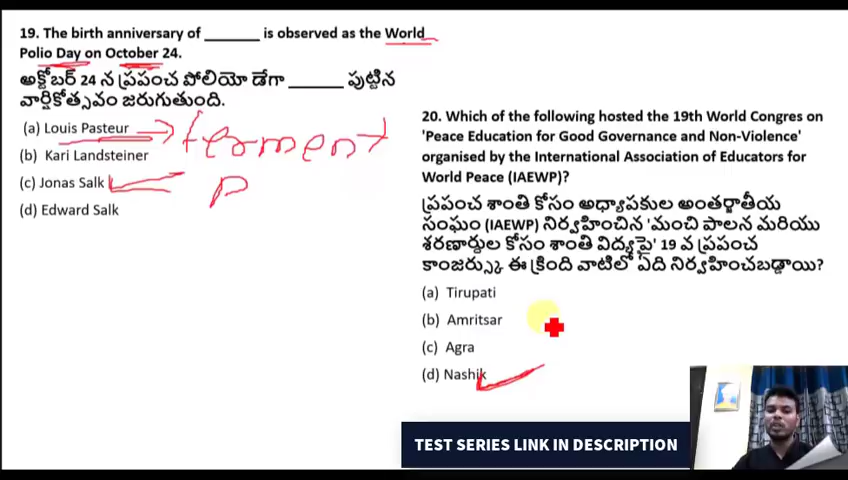 19. The birth anniversary of ______ is observed as the World
Polio Day on October 24.
అక్టోబర్ 24 న ప్రపంచ పోలియో డేగా ______ పుట్టిన
వార్షికోత్సవం జరుగుతుంది.
(a) Louis Pasteur
ferment
(b) Kari Landsteiner
P
(c) Jonas Salk
(d) Edward Salk
20. Which of the following hosted the 19th World Congres on
'Peace Education for Good Governance and Non-Violence'
organised by the International Association of Educators for
World Peace (IAEWP)?
ప్రపంచ శాంతి కోసం అధ్యాపకుల అంతర్జాతీయ
సంఘం (IAEWP) నిర్వహించిన 'మంచి పాలన మరియు
శరణార్థుల కోసం శాంతి విద్యపై' 19 వ ప్రపంచ
కాంజర్స్కు ఈ క్రింది వాటిలో ఏది నిర్వహించబడ్డాయి?
(a) Tirupati
(b) Amritsar
(c) Agra
(d) Nashik
TEST SERIES LINK IN DESCRIPTION